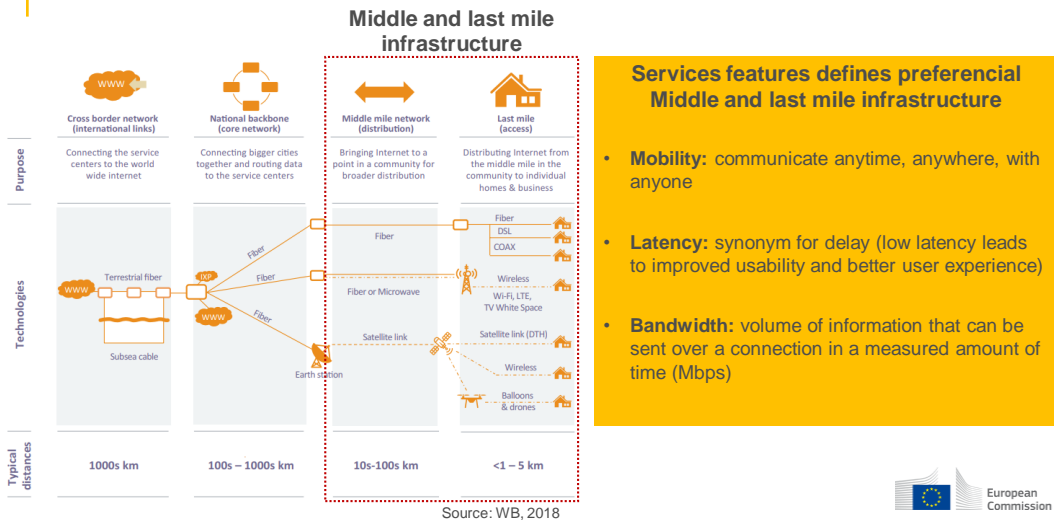 Middle and last mile
infrastructure
WWW
Cross border network
(international links)
National backbone
(core network)
Middle mile network
(distribution)
Last mile
(access)
Purpose
Connecting the service
centers to the world
wide internet
Connecting bigger cities
together and routing data
to the service centers
Bringing Internet to a
point in a community for
broader distribution
Distributing Internet from
the middle mile in the
community to individual
homes & business
Technologies
WWW
Terrestrial fiber
Subsea cable
IXP
WWW
Fiber
Fiber
Fiber
Earth station
Fiber
Fiber or Microwave
Satellite link
Fiber
DSL
COAX
Wireless
Wi-Fi, LTE,
TV White Space
Satellite link (DTH)
Wireless
Balloons
& drones
Typical
distances
1000s km
100s – 1000s km
10s-100s km
<1 – 5 km
Source: WB, 2018
Services features defines preferencial
Middle and last mile infrastructure
• Mobility: communicate anytime, anywhere, with
anyone
• Latency: synonym for delay (low latency leads
to improved usability and better user experience)
• Bandwidth: volume of information that can be
sent over a connection in a measured amount of
time (Mbps)
European
Commission